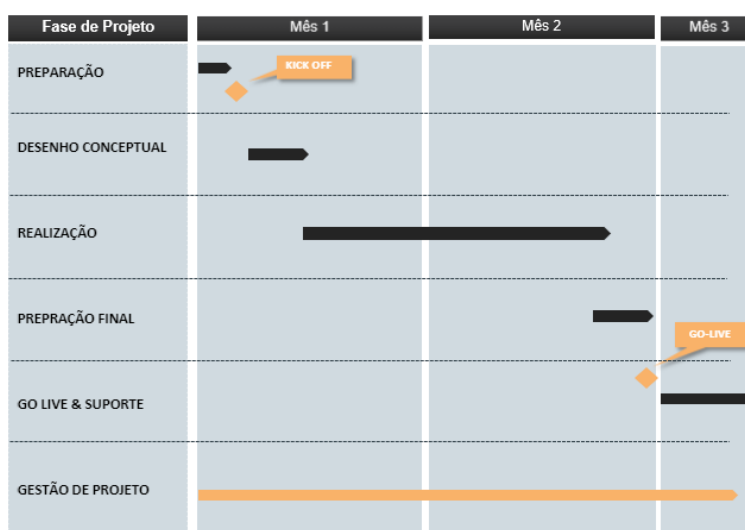 Fase de Projeto
Mês 1
Mês 2
Mês 3
PREPARAÇÃO
KICK OFF
DESENHO CONCEPTUAL
REALIZAÇÃO
PREPRAÇÃO FINAL
GO-LIVE
GO LIVE & SUPORTE
GESTÃO DE PROJETO